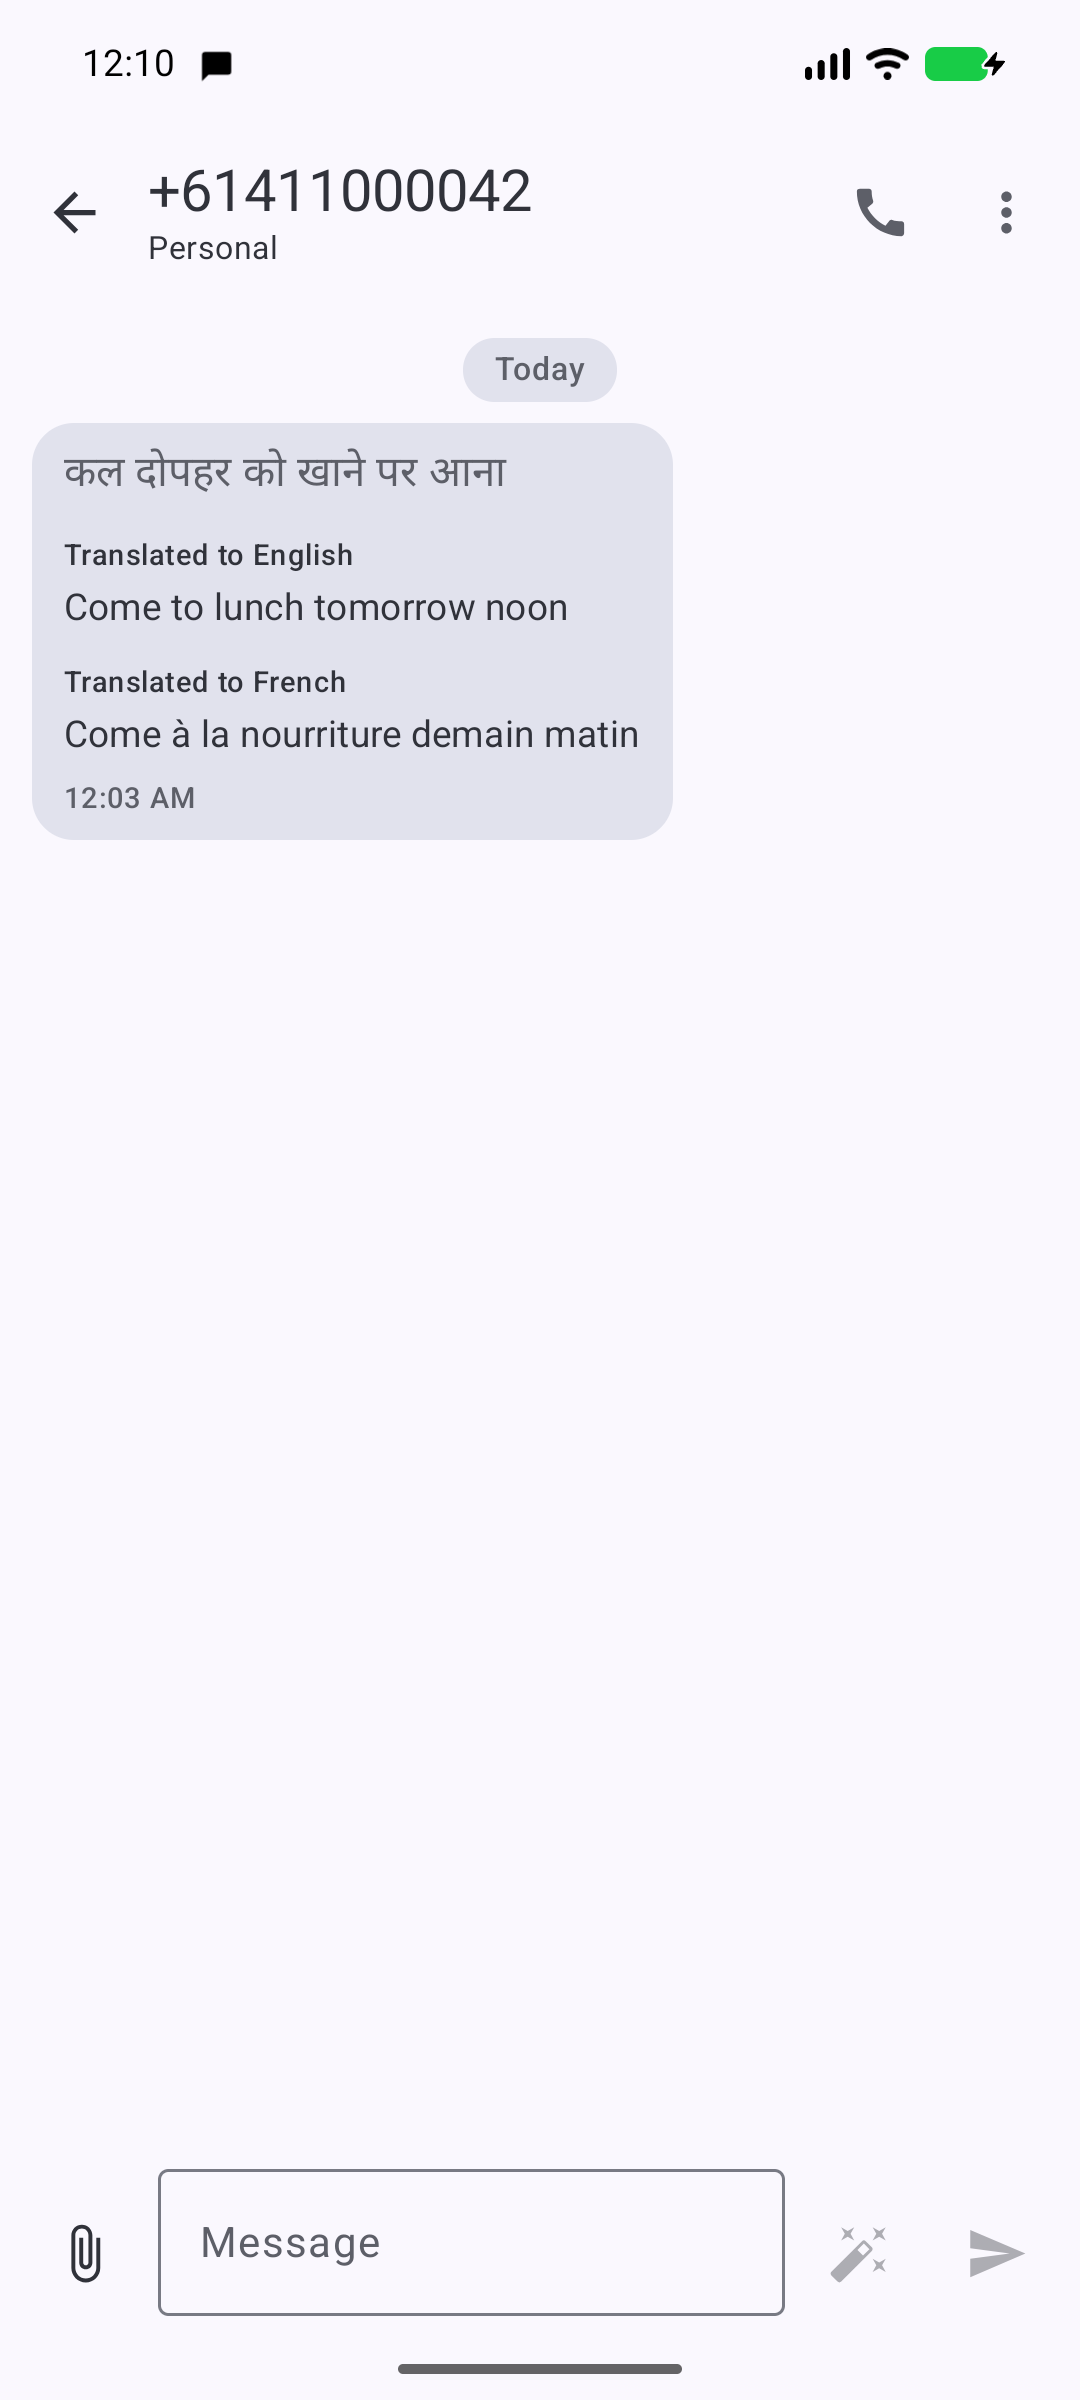 12:10
+61411000042
Personal
Today
कल दोपहर को खाने पर आना
Translated to English
Come to lunch tomorrow noon
Translated to French
Come à la nourriture demain matin
12:03 AM
Message